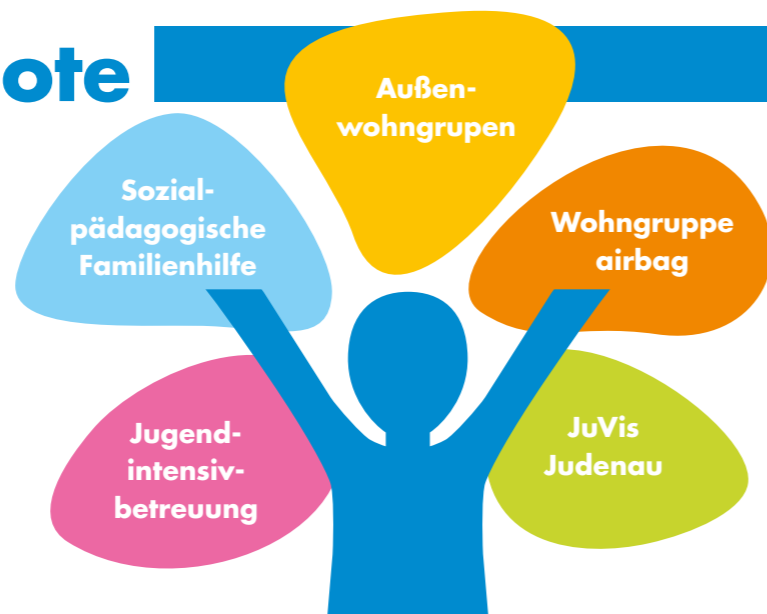 ote
Außen-
wohngrupen
Sozial-
pädagogische
Familienhilfe
Wohngruppe
airbag
Jugend-
intensiv-
betreuung
JuVis
Judenau